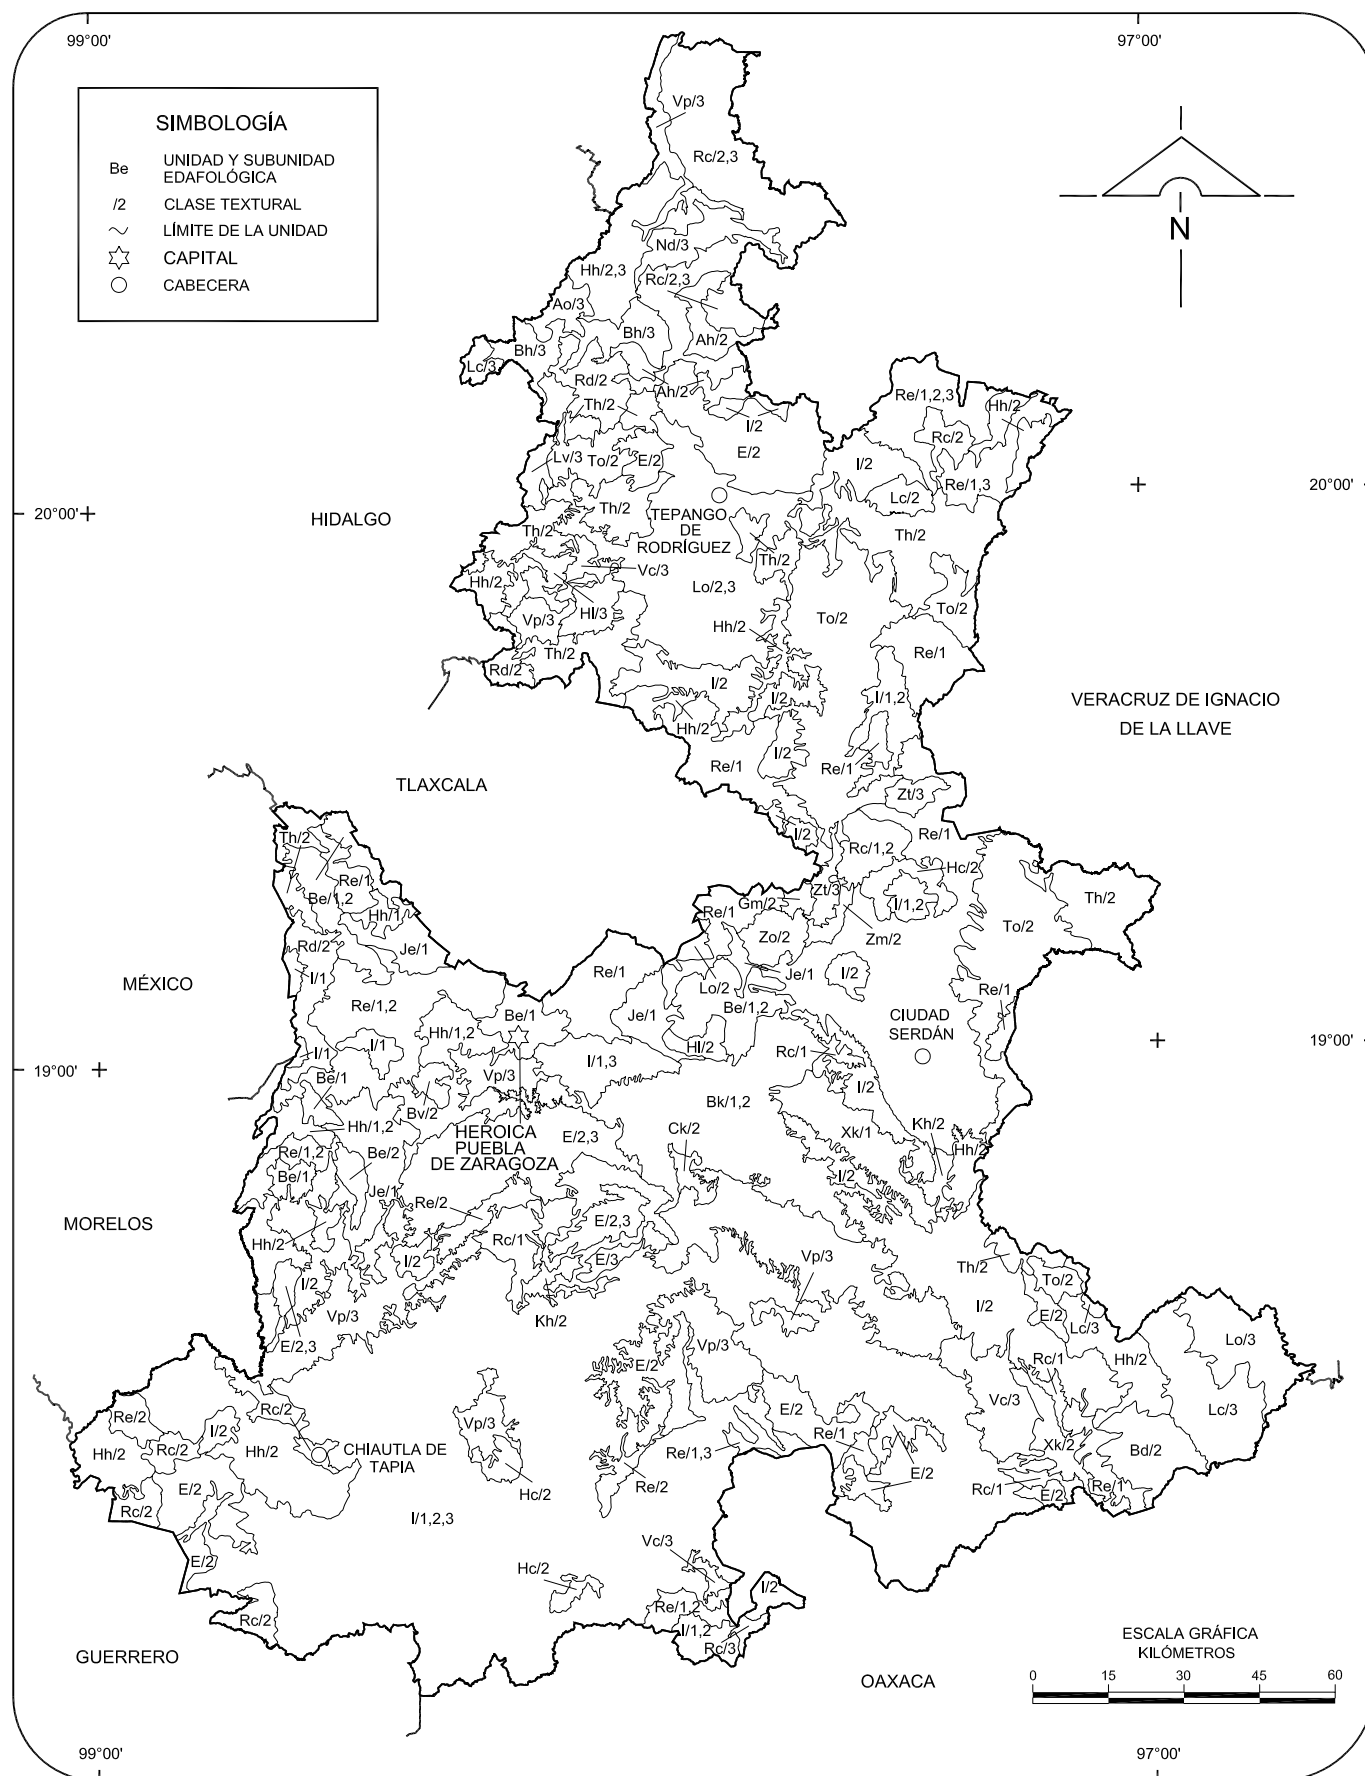 99°00'
97°00'
SIMBOLOGÍA
Be UNIDAD Y SUBUNIDAD
EDAFOLÓGICA
/2 CLASE TEXTURAL
LÍMITE DE LA UNIDAD
CAPITAL
CABECERA
N
Vp/3
Rc/2,3
Nd/3
Hh/2,3
Rc/2,3
Ao/3
Bh/3
Ah/2
Bh/3
Lc/3
Rd/2
Ah/2
Re/1,2,3
Th/2
Hh/2
I/2
Rc/2
E/2
Lv/3
To/2
E/2
I/2
Re/1,3
Lc/2
20°00'
20°00'
HIDALGO
Th/2
TEPANGO
DE
RODRÍGUEZ
Th/2
Th/2
Th/2
Vc/3
Hh/2
Lo/2,3
Hl/3
Vp/3
To/2
To/2
Hh/2
Th/2
Re/1
Rd/2
I/2
I/2
I/1,2
VERACRUZ DE IGNACIO
DE LA LLAVE
Hh/2
I/2
Re/1
Re/1
TLAXCALA
Zt/3
Th/2
I/2
Re/1
Rc/1,2
Hc/2
Re/1
Be/1,2
Zt/3
Th/2
Gm/2
I/1,2
Re/1
Hh/1
To/2
Zo/2
Zm/2
Rd/2
Je/1
Re/1
Je/1
I/2
I/1
MÉXICO
Lo/2
Re/1
Re/1,2
Be/1
Je/1
Be/1,2
CIUDAD
SERDÁN
Hh/1,2
Hl/2
Rc/1
19°00'
I/1
I/1
I/1,3
19°00'
Be/1
Vp/3
I/2
Bv/2
Bk/1,2
Hh/1,2
HEROICA
PUEBLA
DE ZARAGOZA
E/2,3
Ck/2
Xk/1
Kh/2
Hh/2
Re/1,2
Be/2
Be/1
I/2
Je/1
Re/2
MORELOS
E/2,3
Hh/2
Rc/1
I/2
E/3
Vp/3
Th/2
To/2
I/2
Vp/3
Kh/2
I/2
E/2
Lc/3
E/2,3
Lo/3
E/2
Vp/3
Rc/1
Hh/2
Rc/2
Vc/3
Lc/3
Re/2
I/2
Vp/3
E/2
Rc/2
Hh/2
Hh/2
CHIAUTLA DE
TAPIA
Re/1,3
Re/1
Xk/2
Bd/2
E/2
Hc/2
Re/2
E/2
Rc/1
E/2
Re/1
Rc/2
I/1,2,3
Vc/3
E/2
Hc/2
I/2
Re/1,2
Rc/2
I/1,2
Rc/3
GUERRERO
OAXACA
ESCALA GRÁFICA
KILÓMETROS
0 15 30 45 60
99°00'
97°00'